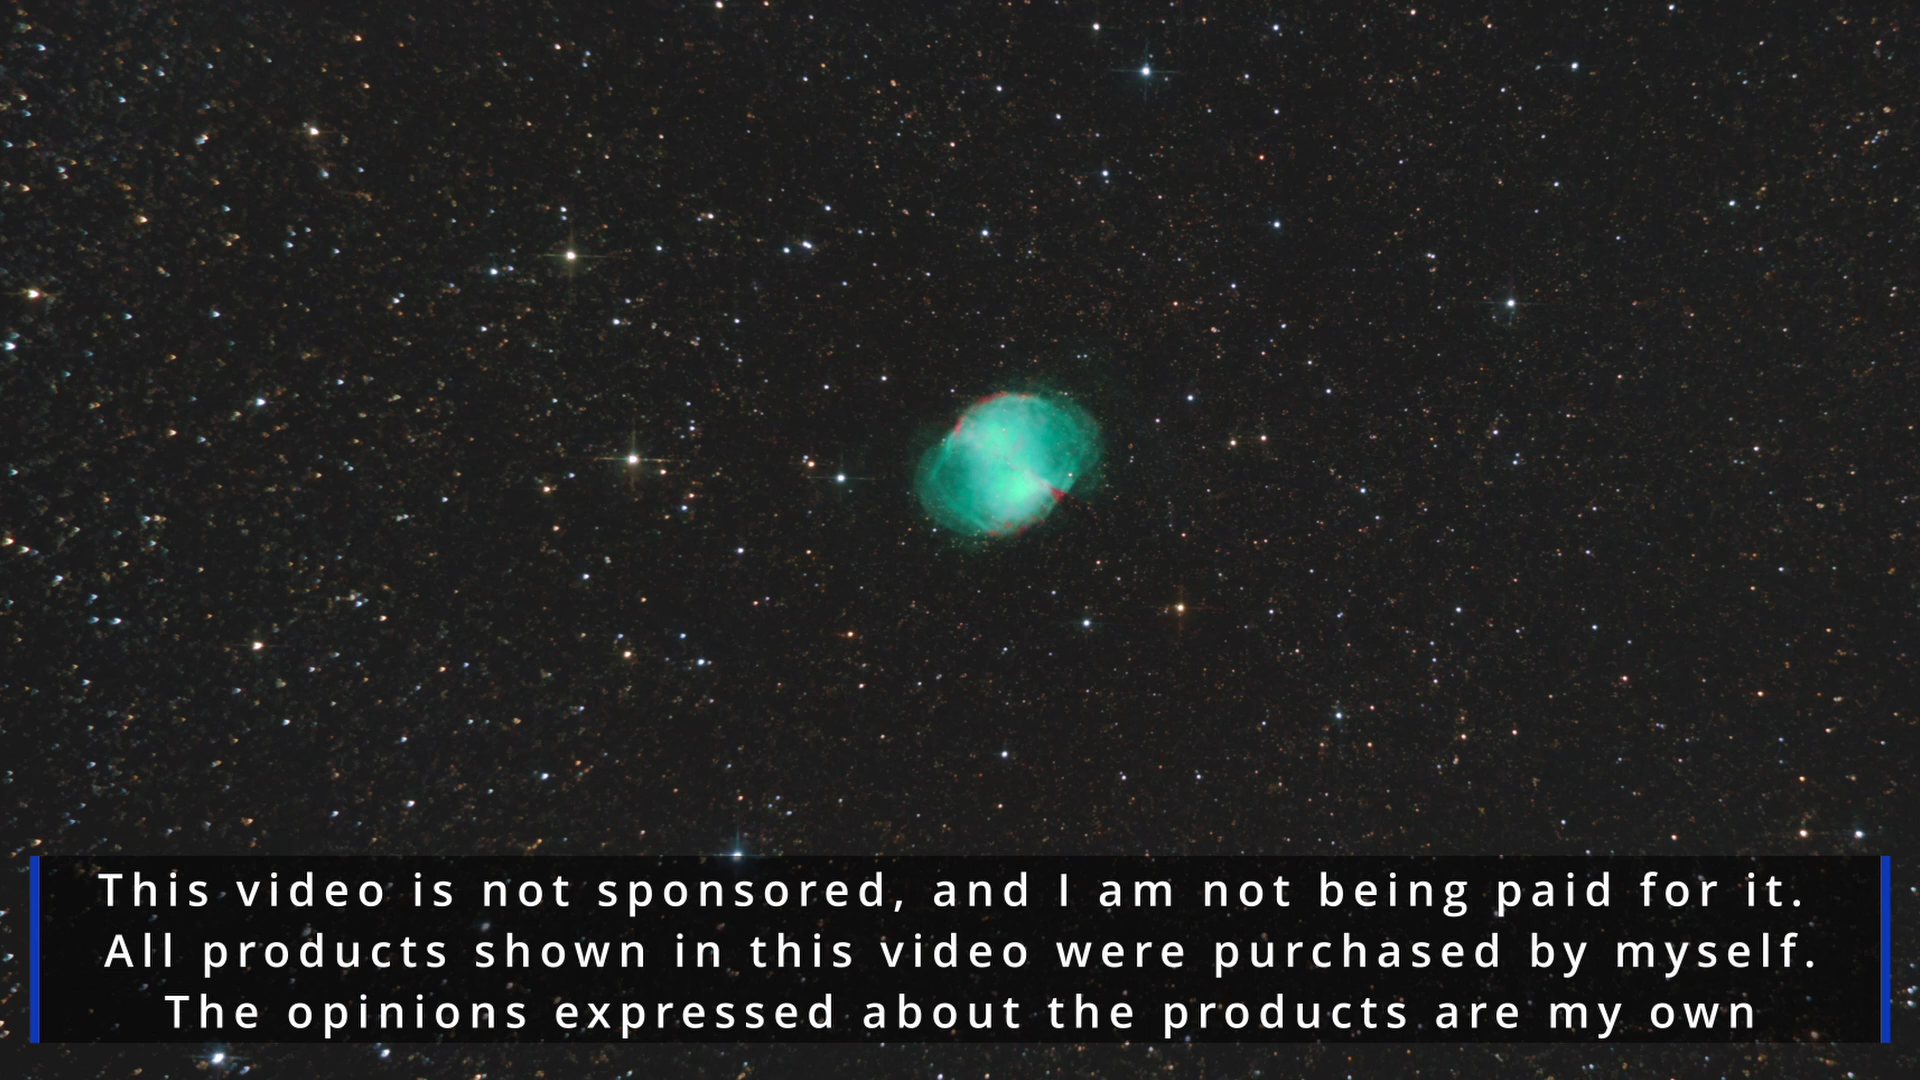 This video is not sponsored, and I am not being paid for it.
All products shown in this video were purchased by myself.
The opinions expressed about the products are my own